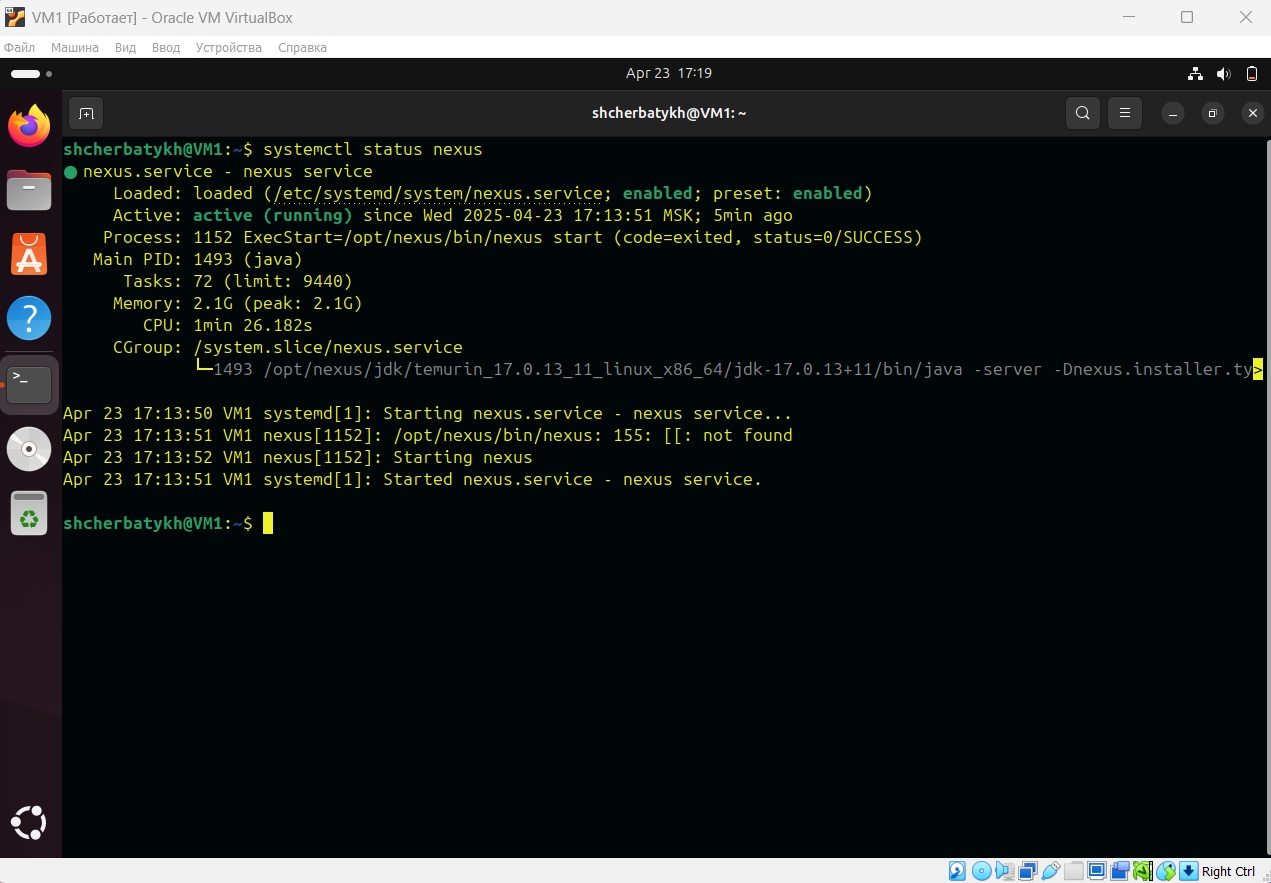 VM1 [Работает] - Oracle VM VirtualBox
Файл Машина Вид Ввод Устройства Справка
Apr 23 17:19
shcherbatykh@VM1: ~
shcherbatykh@VM1:~$ systemctl status nexus
● nexus.service - nexus service
Loaded: loaded (/etc/systemd/system/nexus.service; enabled; preset: enabled)
Active: active (running) since Wed 2025-04-23 17:13:51 MSK; 5min ago
Process: 1152 ExecStart=/opt/nexus/bin/nexus start (code=exited, status=0/SUCCESS)
Main PID: 1493 (java)
Tasks: 72 (limit: 9440)
Memory: 2.1G (peak: 2.1G)
CPU: 1min 26.182s
CGroup: /system.slice/nexus.service
└─1493 /opt/nexus/jdk/temurin_17.0.13_11_linux_x86_64/jdk-17.0.13+11/bin/java -server -Dnexus.installer.ty>
Apr 23 17:13:50 VM1 systemd[1]: Starting nexus.service - nexus service...
Apr 23 17:13:51 VM1 nexus[1152]: /opt/nexus/bin/nexus: 155: [[: not found
Apr 23 17:13:52 VM1 nexus[1152]: Starting nexus
Apr 23 17:13:51 VM1 systemd[1]: Started nexus.service - nexus service.
shcherbatykh@VM1:~$
Right Ctrl